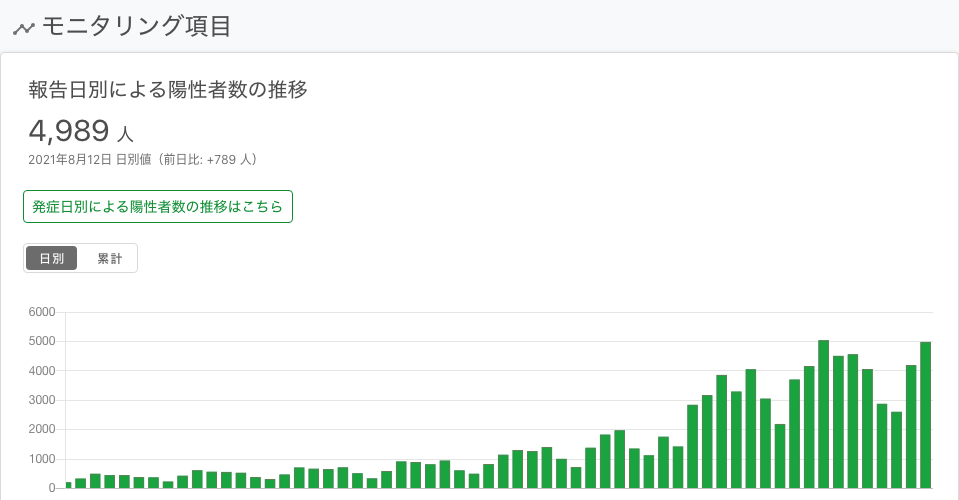 モニタリング項目
報告日別による陽性者数の推移
4,989 人
2021年8月12日 日別値（前日比: +789 人）
発症日別による陽性者数の推移はこちら
日別 累計
6000
5000
4000
3000
2000
1000
0